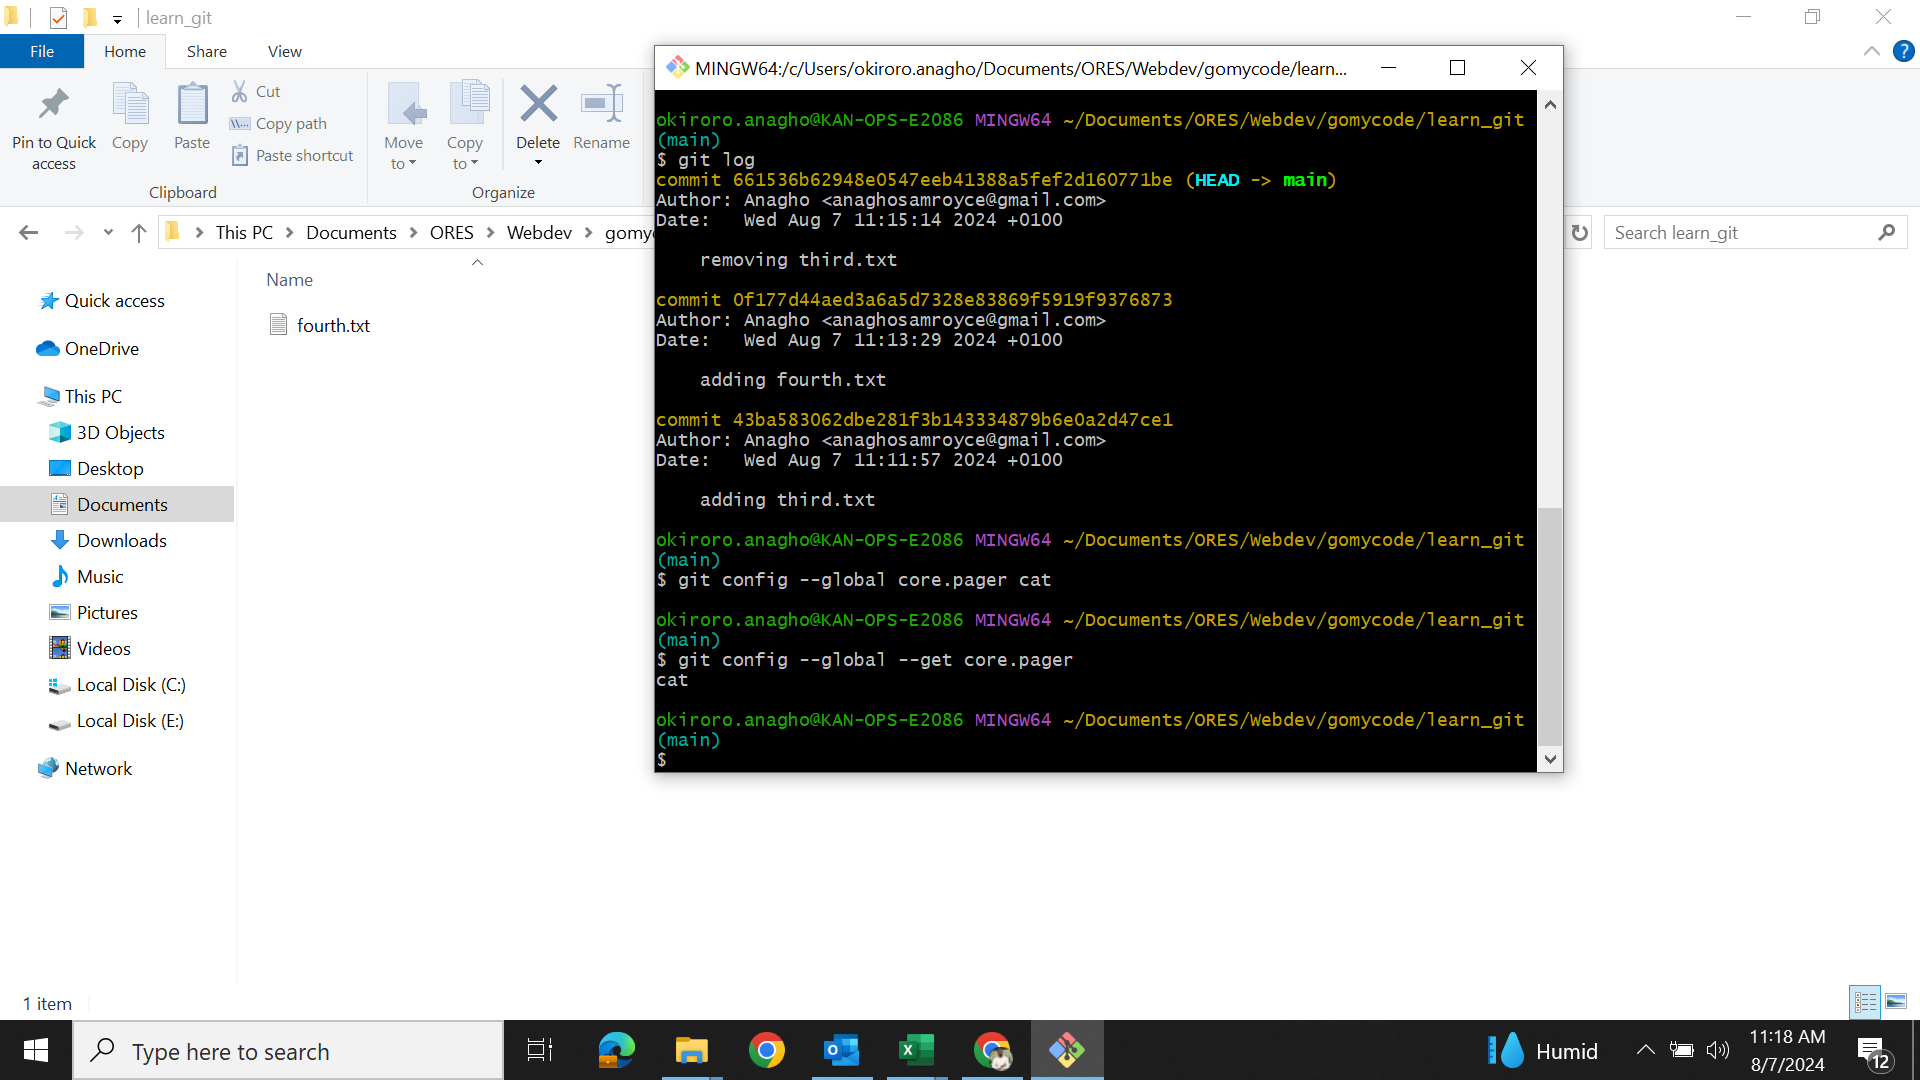 learn_git
File Home Share View
Pin to Quick access
Copy
Paste
Cut
Copy path
Paste shortcut
Clipboard
Move to
Copy to
Delete
Rename
Organize
This PC Documents ORES Webdev gomyc
Search learn_git
Quick access
OneDrive
This PC
3D Objects
Desktop
Documents
Downloads
Music
Pictures
Videos
Local Disk (C:)
Local Disk (E:)
Network
Name
fourth.txt
MINGW64:/c/Users/okiroro.anagho/Documents/ORES/Webdev/gomycode/learn...
okiroro.anagho@KAN-OPS-E2086 MINGW64 ~/Documents/ORES/Webdev/gomycode/learn_git
(main)
$ git log
commit 661536b62948e0547eeb41388a5fef2d160771be (HEAD -> main)
Author: Anagho <anaghosamroyce@gmail.com>
Date:   Wed Aug 7 11:15:14 2024 +0100
removing third.txt
commit 0f177d44aed3a6a5d7328e83869f5919f9376873
Author: Anagho <anaghosamroyce@gmail.com>
Date:   Wed Aug 7 11:13:29 2024 +0100
adding fourth.txt
commit 43ba583062dbe281f3b143334879b6e0a2d47ce1
Author: Anagho <anaghosamroyce@gmail.com>
Date:   Wed Aug 7 11:11:57 2024 +0100
adding third.txt
okiroro.anagho@KAN-OPS-E2086 MINGW64 ~/Documents/ORES/Webdev/gomycode/learn_git
(main)
$ git config --global core.pager cat
okiroro.anagho@KAN-OPS-E2086 MINGW64 ~/Documents/ORES/Webdev/gomycode/learn_git
(main)
$ git config --global --get core.pager
cat
okiroro.anagho@KAN-OPS-E2086 MINGW64 ~/Documents/ORES/Webdev/gomycode/learn_git
(main)
$
1 item
Type here to search
Humid
11:18 AM
8/7/2024
12